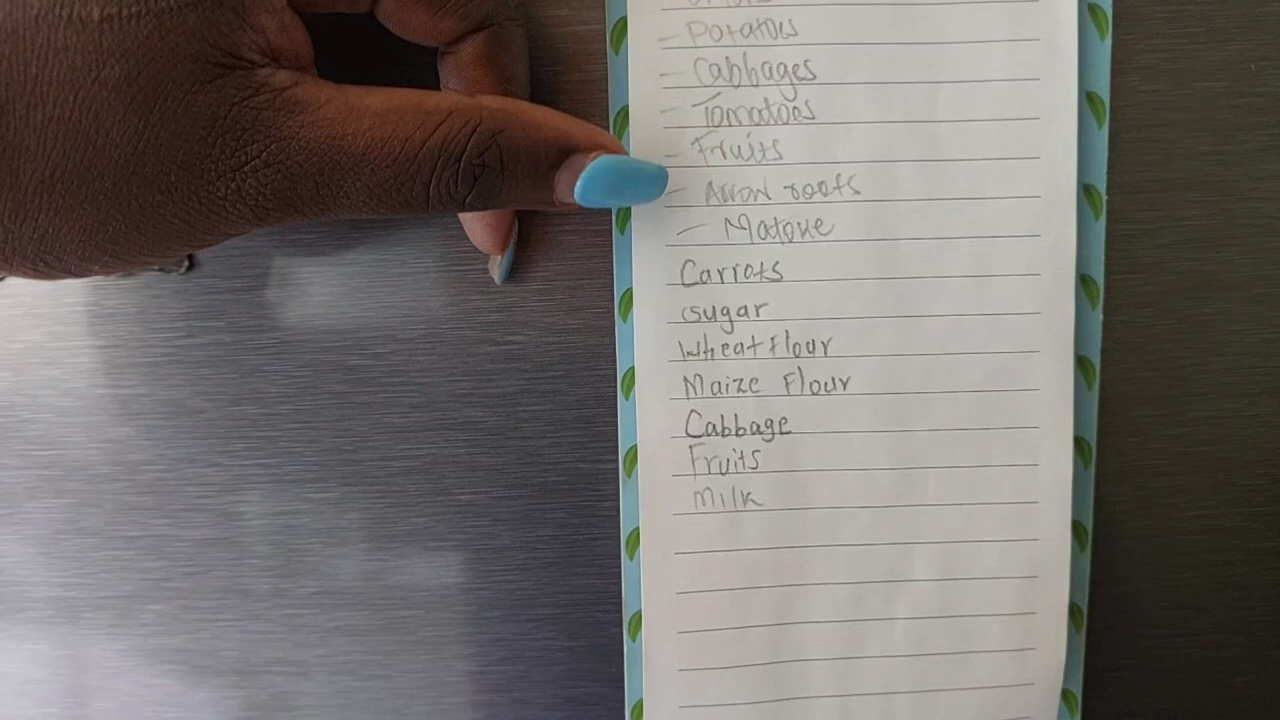 - Potatoes
- Cabbages
- Tomatoes
- Fruits
- Arrow roots
- Matoke
Carrots
sugar
Wheat Flour
Maize Flour
Cabbage
Fruits
Milk